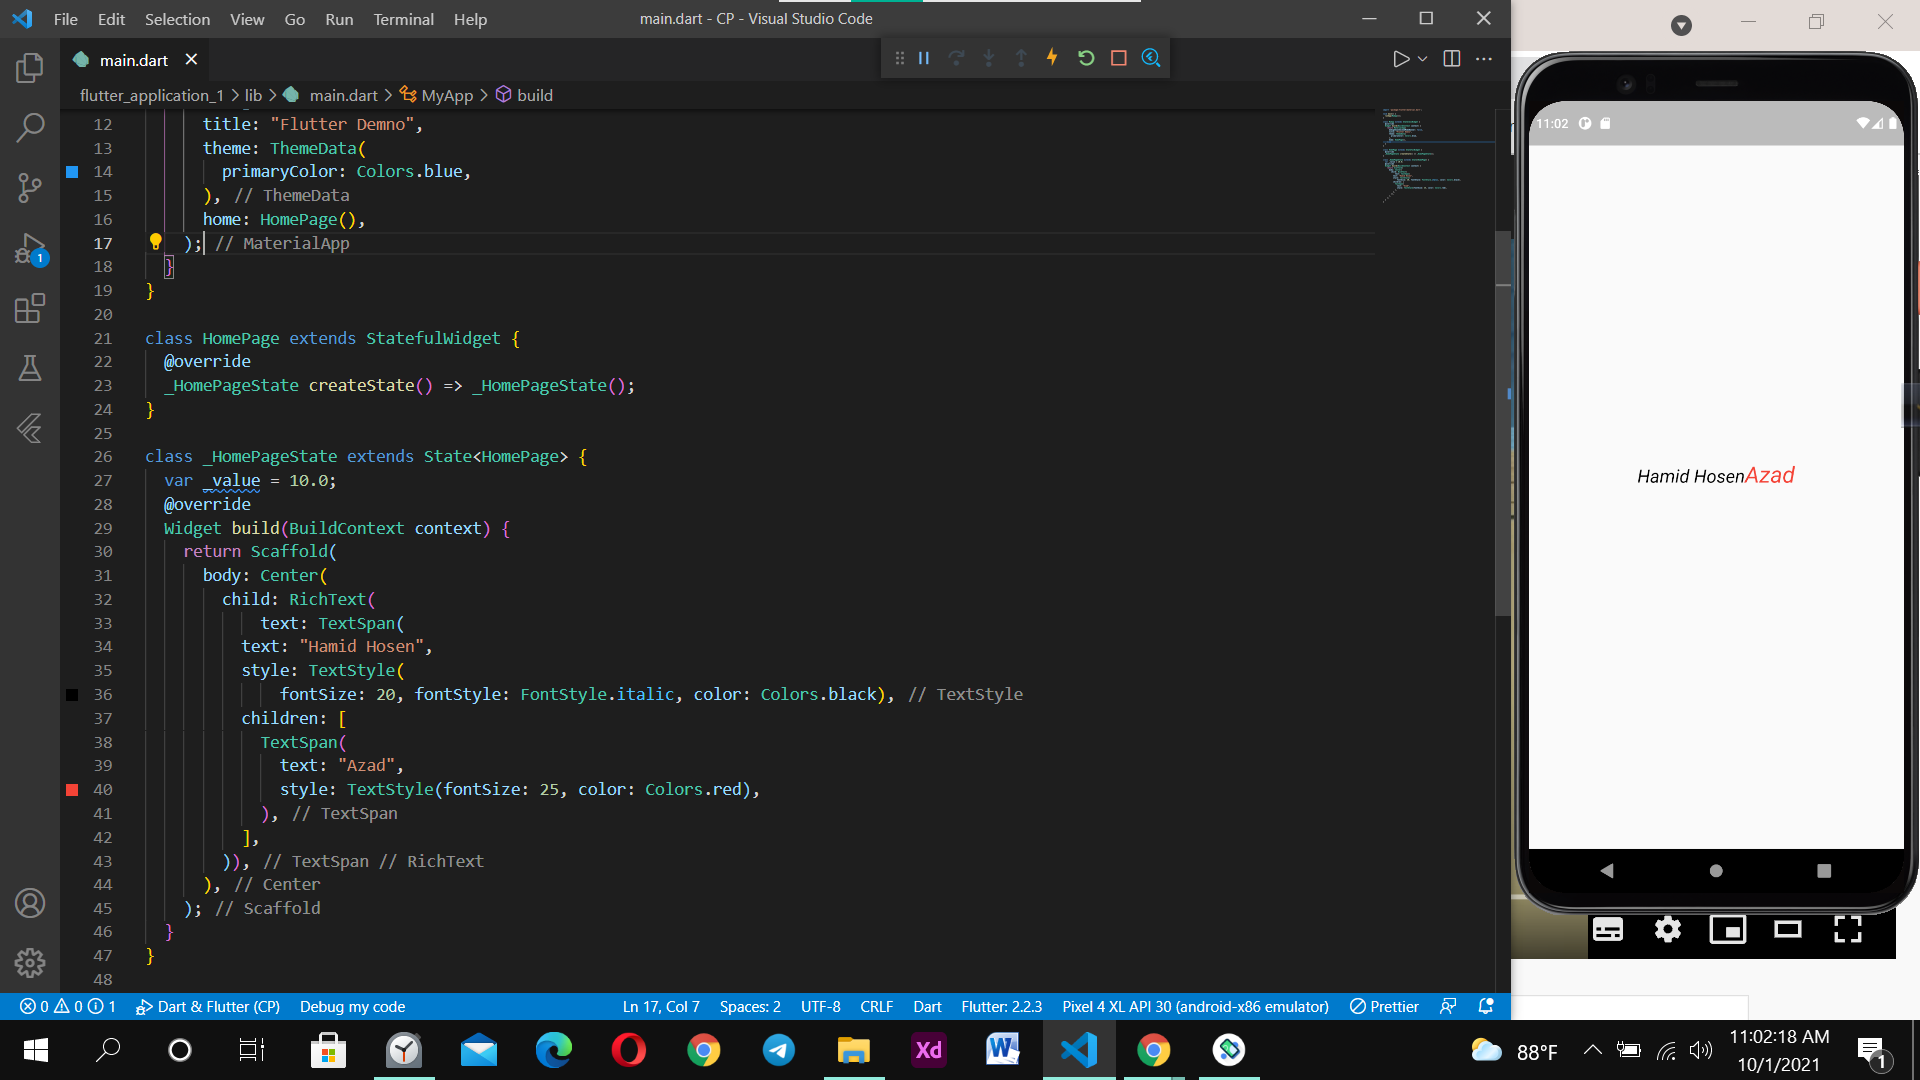 File Edit Selection View Go Run Terminal Help
main.dart - CP - Visual Studio Code
main.dart
flutter_application_1 > lib > main.dart > MyApp > build
12 title: "Flutter Demno",
13 theme: ThemeData(
14 primaryColor: Colors.blue,
15 ), // ThemeData
16 home: HomePage(),
17 ); // MaterialApp
18 }
19 }
20
21 class HomePage extends StatefulWidget {
22 @override
23 _HomePageState createState() => _HomePageState();
24 }
25
26 class _HomePageState extends State<HomePage> {
27 var _value = 10.0;
28 @override
29 Widget build(BuildContext context) {
30 return Scaffold(
31 body: Center(
32 child: RichText(
33 text: TextSpan(
34 text: "Hamid Hosen",
35 style: TextStyle(
36 fontSize: 20, fontStyle: FontStyle.italic, color: Colors.black), // TextStyle
37 children: [
38 TextSpan(
39 text: "Azad",
40 style: TextStyle(fontSize: 25, color: Colors.red),
41 ), // TextSpan
42 ],
43 )), // TextSpan // RichText
44 ), // Center
45 ); // Scaffold
46 }
47 }
48
1
11:02
Hamid HosenAzad
0 0 1 Dart & Flutter (CP) Debug my code Ln 17, Col 7 Spaces: 2 UTF-8 CRLF Dart Flutter: 2.2.3 Pixel 4 XL API 30 (android-x86 emulator) Prettier
Xd
W
88°F
11:02:18 AM
10/1/2021
1